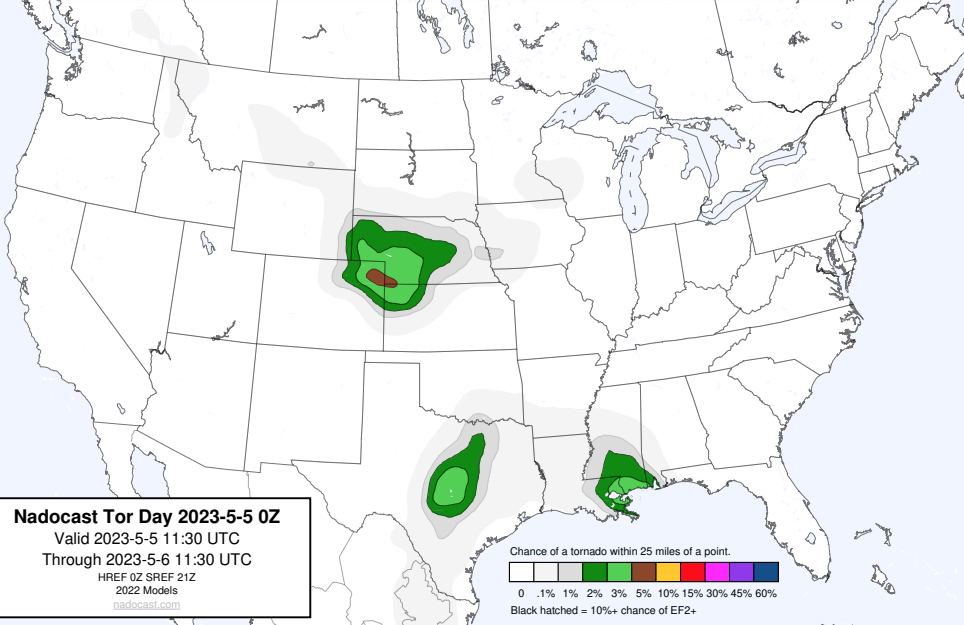 Nadocast Tor Day 2023-5-5 0Z
Valid 2023-5-5 11:30 UTC
Through 2023-5-6 11:30 UTC
HREF 0Z SREF 21Z
2022 Models
nadocast.com
Chance of a tornado within 25 miles of a point.
0 .1% 1% 2% 3% 5% 10% 15% 30% 45% 60%
Black hatched = 10%+ chance of EF2+